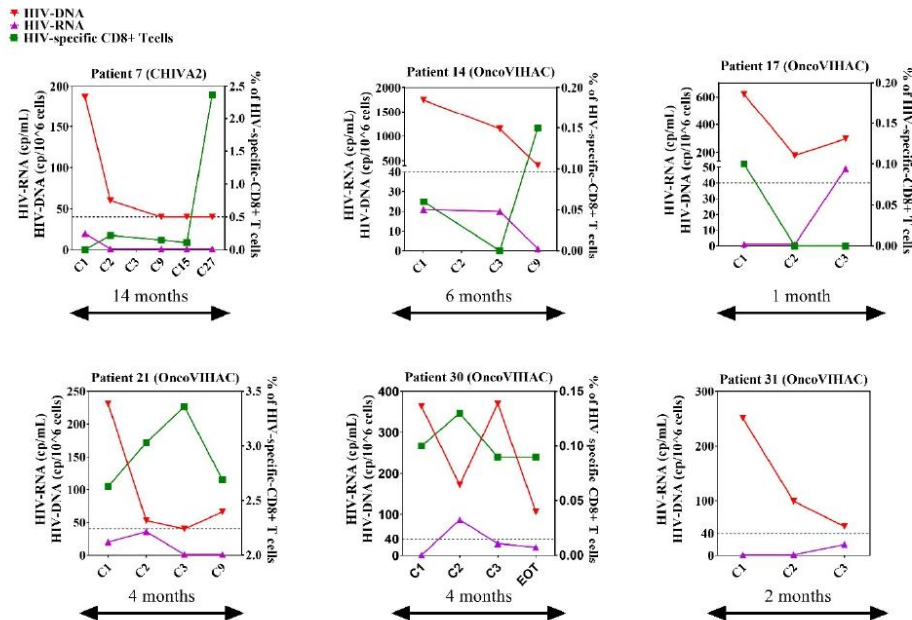 HIV-DNA
HIV-RNA
HIV-specific CD8+ Tcells
Patient 7 (CHIVA2)
HIV-RNA (cp/mL)
HIV-DNA (cp/10^6 cells)
200
150
100
50
0
2.5
2.0
1.5
1.0
0.5
0.0
% of HIV-specific-CD8+ T cells
C1
C2
C3
C9
C15
C27
14 months
Patient 14 (OncoVIHAC)
HIV-RNA (cp/mL)
HIV-DNA (cp/10^6 cells)
2000
1500
1000
500
40
30
20
10
0
0.20
0.15
0.10
0.05
0.00
% of HIV-specific-CD8+ T cells
C1
C2
C3
C9
6 months
Patient 17 (OncoVIHAC)
HIV-RNA (cp/mL)
HIV-DNA (cp/10^6 cells)
600
400
200
50
40
30
20
10
0
0.20
0.15
0.10
0.05
0.00
% of HIV-specific-CD8+ T cells
C1
C2
C3
1 month
Patient 21 (OncoVIHAC)
HIV-RNA (cp/mL)
HIV-DNA (cp/10^6 cells)
250
200
150
100
50
0
3.5
3.0
2.5
2.0
% of HIV-specific-CD8+ T cells
C1
C2
C3
C9
4 months
Patient 30 (OncoVIHAC)
HIV-RNA (cp/mL)
HIV-DNA (cp/10^6 cells)
400
300
200
100
40
0
0.15
0.10
0.05
0.00
% of HIV specific CD8+ T cells
C1
C2
C3
EOT
4 months
Patient 31 (OncoVIHAC)
HIV-RNA (cp/mL)
HIV-DNA (cp/10^6 cells)
300
200
100
40
0
C1
C2
C3
2 months